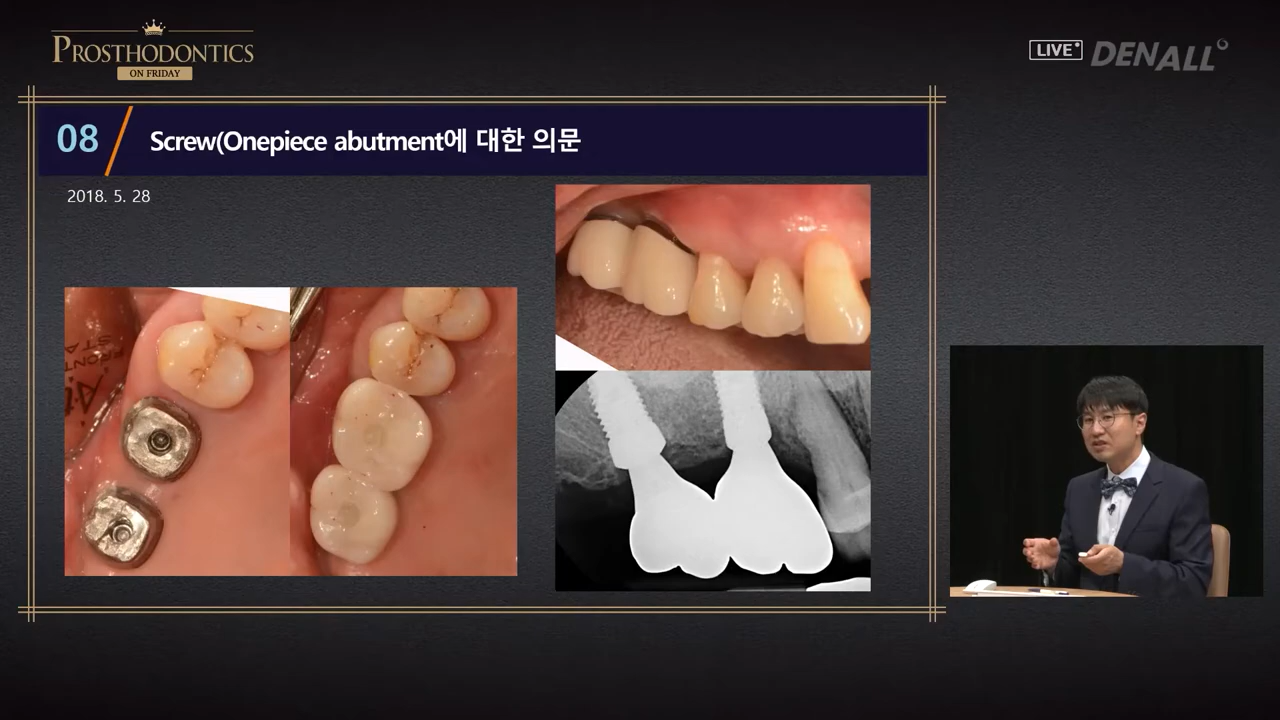 PROSTHODONTICS
ON FRIDAY
LIVE
DENALL
08
Screw(Onepiece abutment에 대한 의문
2018. 5. 28